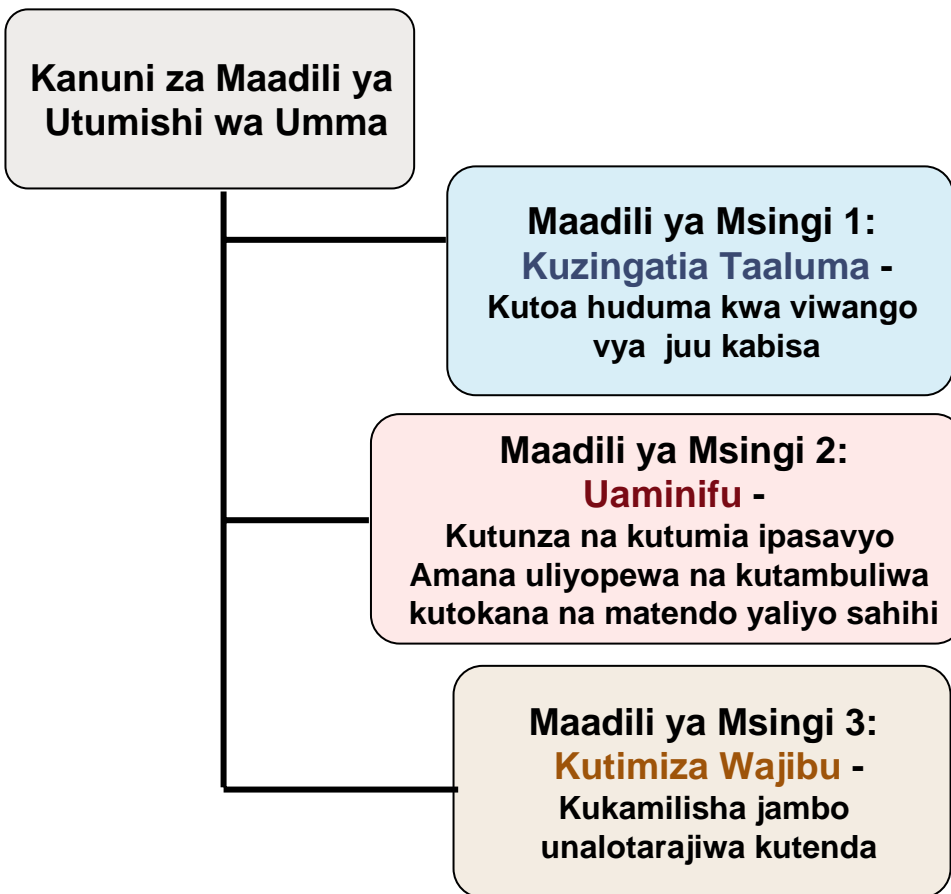 Kanuni za Maadili ya
Utumishi wa Umma
Maadili ya Msingi 1:
Kuzingatia Taaluma -
Kutoa huduma kwa viwango
vya juu kabisa
Maadili ya Msingi 2:
Uaminifu -
Kutunza na kutumia ipasavyo
Amana uliyopewa na kutambuliwa
kutokana na matendo yaliyo sahihi
Maadili ya Msingi 3:
Kutimiza Wajibu -
Kukamilisha jambo
unalotarajiwa kutenda